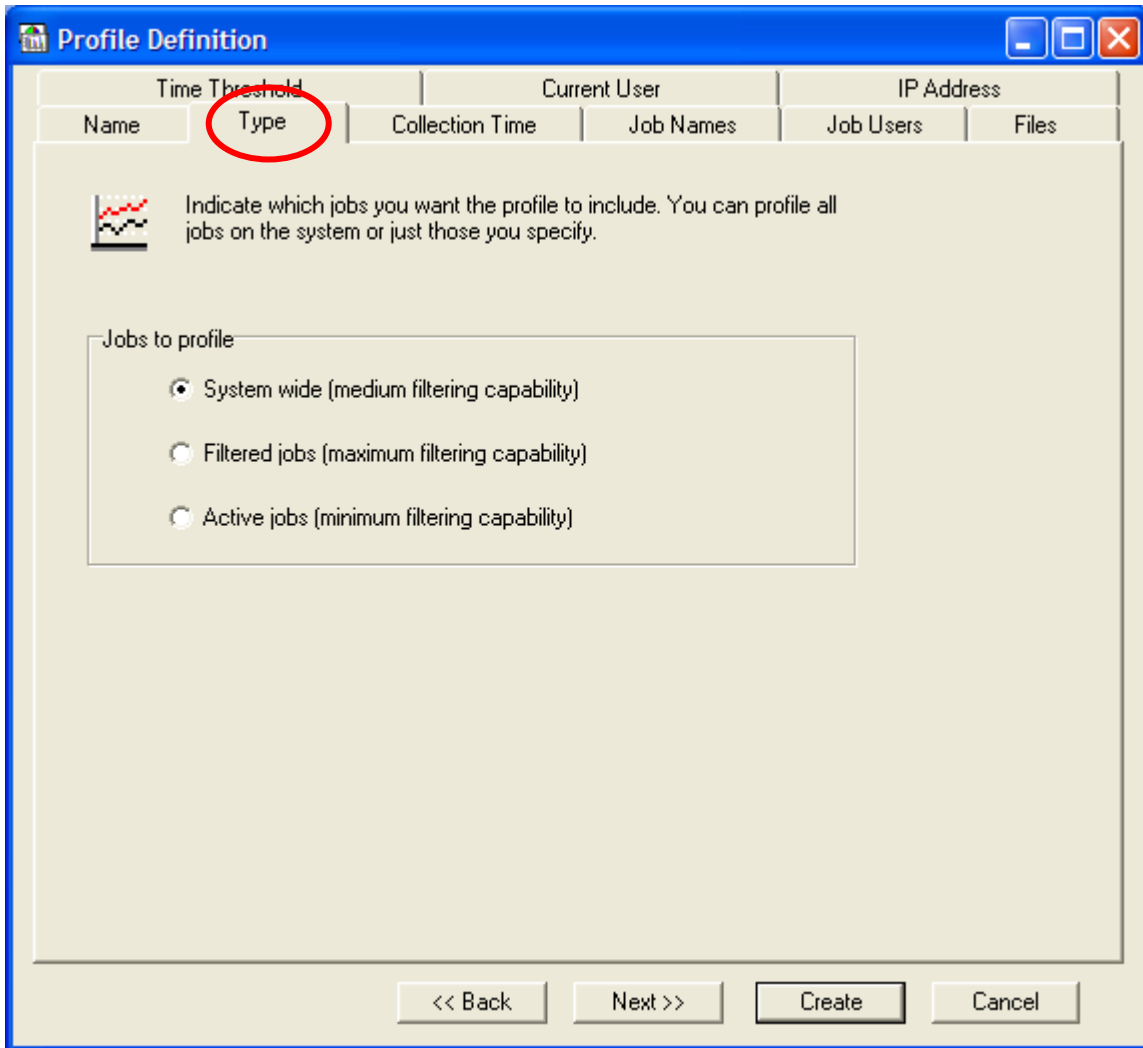 Profile Definition
Time Threshold Current User IP Address
Name Type Collection Time Job Names Job Users Files
Indicate which jobs you want the profile to include. You can profile all
jobs on the system or just those you specify.
Jobs to profile
System wide (medium filtering capability)
Filtered jobs (maximum filtering capability)
Active jobs (minimum filtering capability)
<< Back Next >> Create Cancel